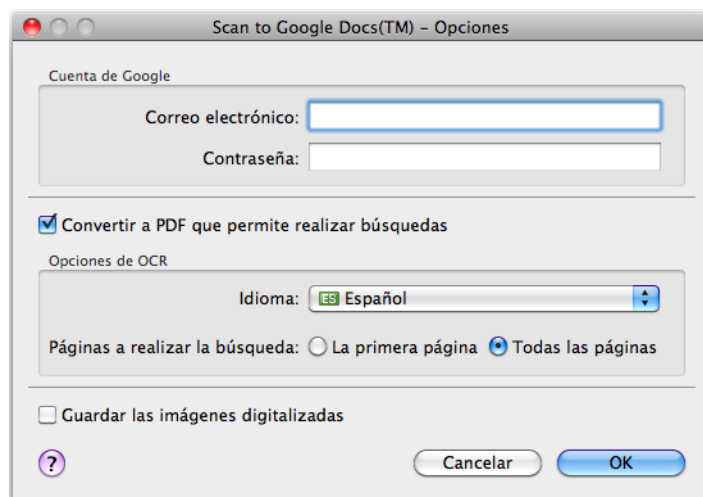 Scan to Google Docs(TM) – Opciones
Cuenta de Google
Correo electrónico:
Contraseña:
Convertir a PDF que permite realizar búsquedas
Opciones de OCR
Idioma: ES Español
Páginas a realizar la búsqueda: La primera página Todas las páginas
Guardar las imágenes digitalizadas
? Cancelar OK